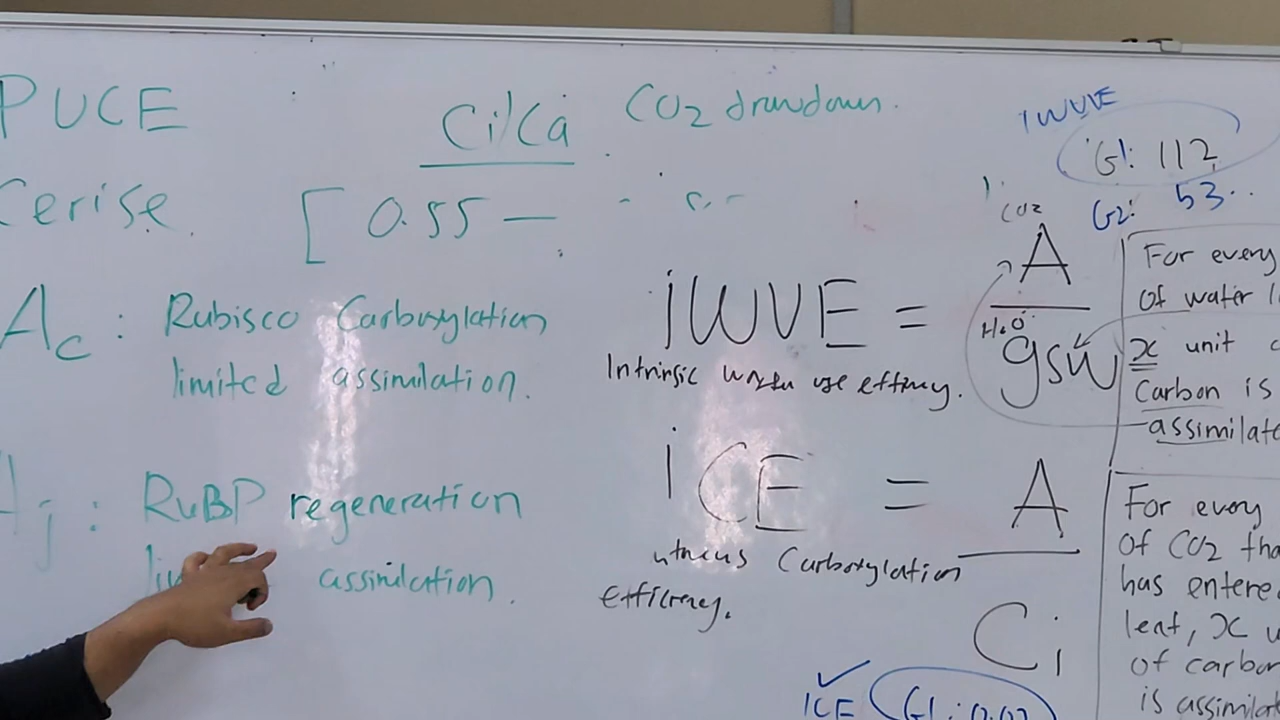 PUCE
Cerise.
Ci/Ca
CO2 drawdown.
[0.55 —
Ac: Rubisco Carboxylation
limited assimilation.
Aj: RuBP regeneration
assimilation.
iWUE = A
gsw
CO2
H2O
Intrinsic water use efficiency.
iCE = A
Ci
Carboxylation
iWUE
G1: 112
G2: 53..
For every
of water
x unit
Carbon is
assimilate
For every
of CO2 tha
has entere
leaf, x u
of carbon
is assimilat
ICE G1: